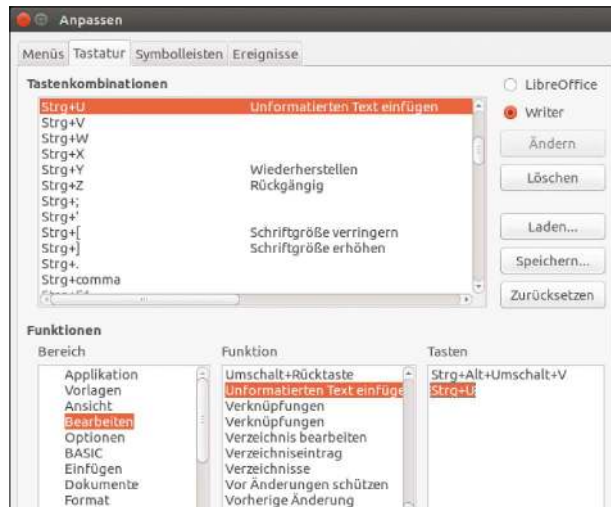 Anpassen
Menüs Tastatur Symbolleisten Ereignisse
Tastenkombinationen
LibreOffice
Writer
Strg+U Unformatierten Text einfügen
Strg+V
Strg+W
Strg+X
Strg+Y Wiederherstellen
Strg+Z Rückgängig
Strg+;
Strg+'
Strg+[ Schriftgröße verringern
Strg+] Schriftgröße erhöhen
Strg+.
Strg+comma
Ändern
Löschen
Laden...
Speichern...
Zurücksetzen
Funktionen
Bereich Funktion Tasten
Applikation Umschalt+Rücktaste Strg+Alt+Umschalt+V
Vorlagen Unformatierten Text einfüge Strg+U
Ansicht Verknüpfungen
Bearbeiten Verknüpfungen
Optionen Verzeichnis bearbeiten
BASIC Verzeichniseintrag
Einfügen Verzeichnisse
Dokumente Vor Änderungen schützen
Format Vorherige Änderung